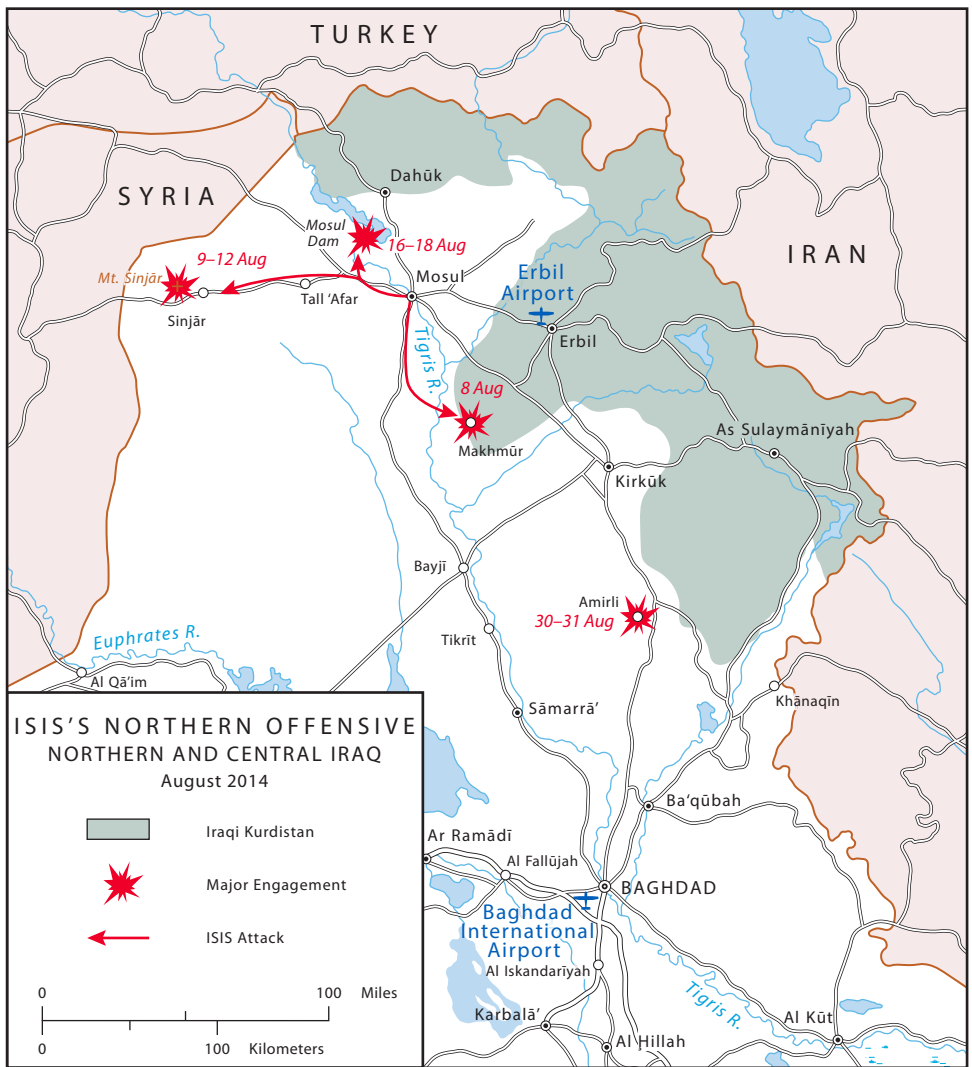 TURKEY
SYRIA
IRAN
Dahūk
Mosul
Dam
16–18 Aug
9–12 Aug
Mt. Sinjār
Sinjār
Tall ‘Afar
Mosul
Erbil
Airport
Erbil
Tigris R.
8 Aug
Makhmūr
As Sulaymānīyah
Kirkūk
Bayjī
Amirli
30–31 Aug
Tikrīt
Euphrates R.
Al Qā’im
Khānaqīn
Sāmarrā’
Ba‘qūbah
Ar Ramādī
Al Fallūjah
BAGHDAD
Baghdad
International
Airport
Al Iskandarīyah
Karbalā’
Al Ḥillah
Tigris R.
Al Kūt
ISIS’S NORTHERN OFFENSIVE
NORTHERN AND CENTRAL IRAQ
August 2014
Iraqi Kurdistan
Major Engagement
ISIS Attack
0 100 Miles
0 100 Kilometers